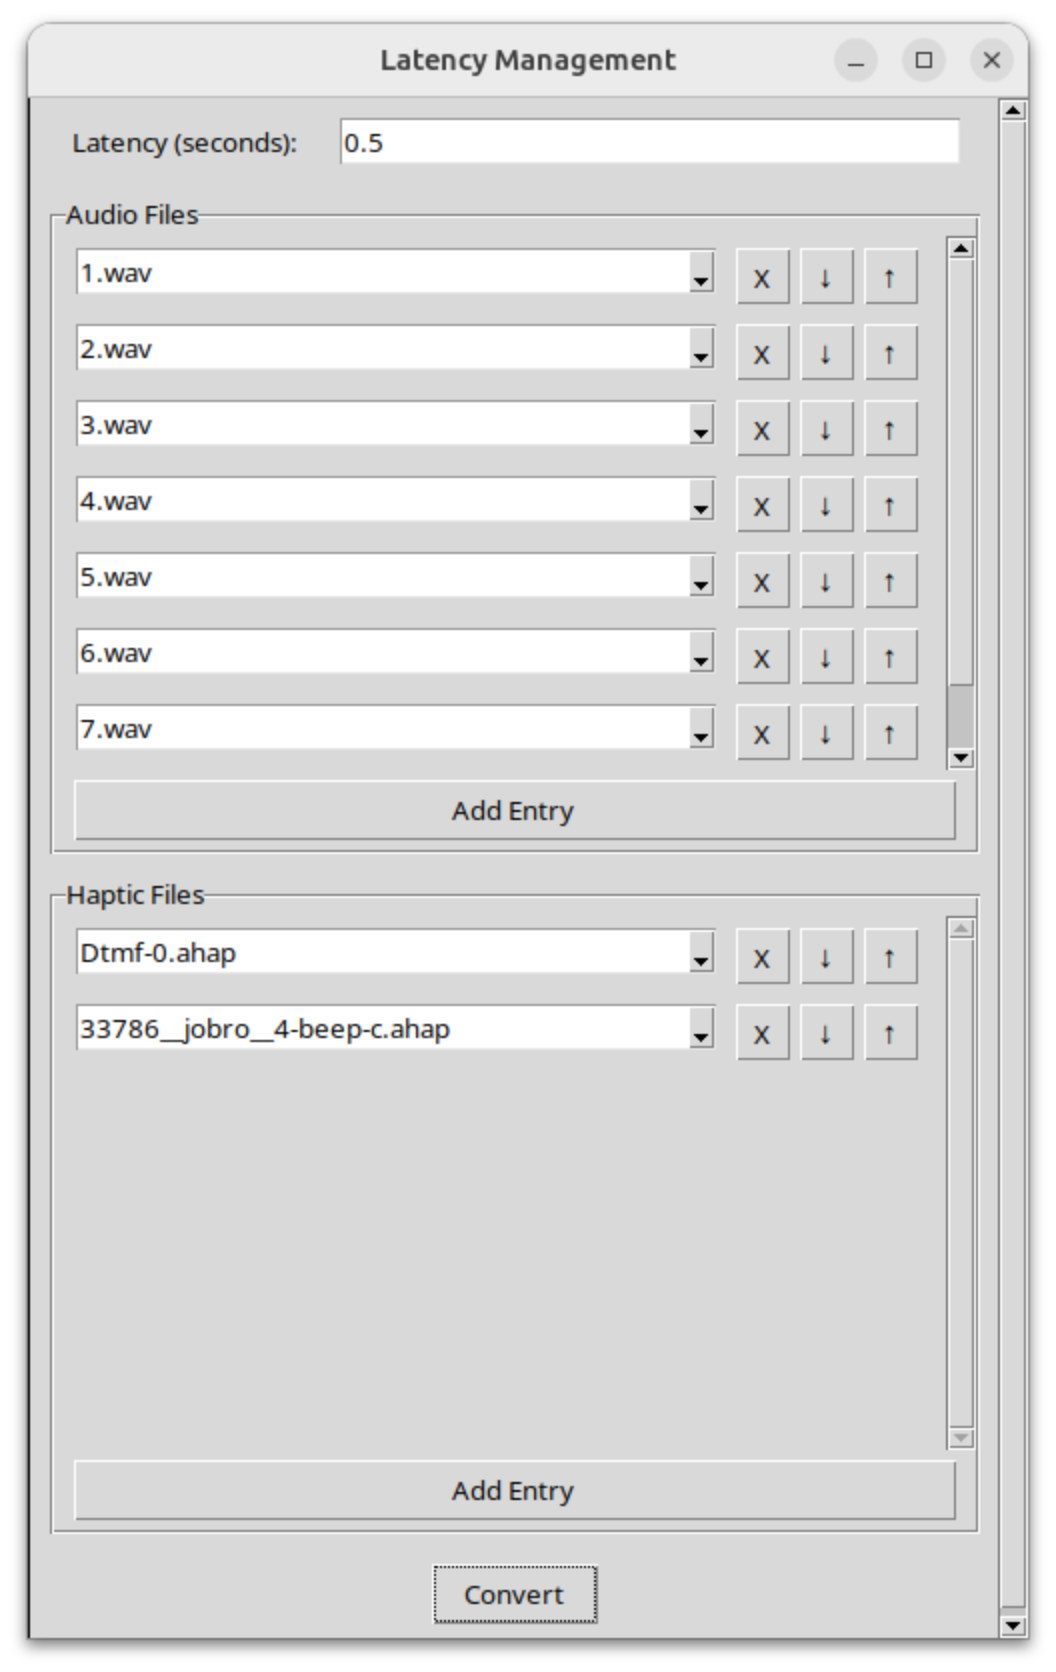 Latency Management
Latency (seconds): 0.5
Audio Files
1.wav X ↓ ↑
2.wav X ↓ ↑
3.wav X ↓ ↑
4.wav X ↓ ↑
5.wav X ↓ ↑
6.wav X ↓ ↑
7.wav X ↓ ↑
Add Entry
Haptic Files
Dtmf-0.ahap X ↓ ↑
33786__jobro__4-beep-c.ahap X ↓ ↑
Add Entry
Convert